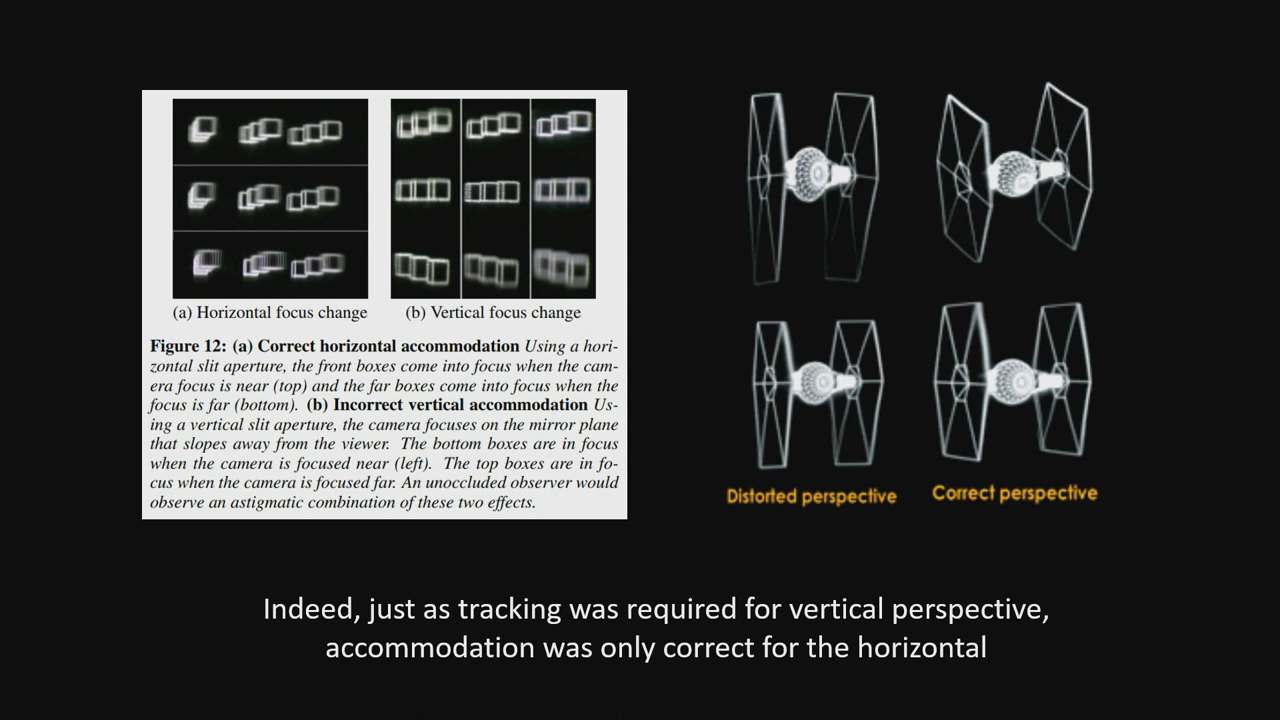 (a) Horizontal focus change
(b) Vertical focus change
Figure 12: (a) Correct horizontal accommodation Using a hori-
zontal slit aperture, the front boxes come into focus when the cam-
era focus is near (top) and the far boxes come into focus when the
focus is far (bottom). (b) Incorrect vertical accommodation Us-
ing a vertical slit aperture, the camera focuses on the mirror plane
that slopes away from the viewer. The bottom boxes are in focus
when the camera is focused near (left). The top boxes are in fo-
cus when the camera is focused far. An unoccluded observer would
observe an astigmatic combination of these two effects.
Distorted perspective
Correct perspective
Indeed, just as tracking was required for vertical perspective,
accommodation was only correct for the horizontal